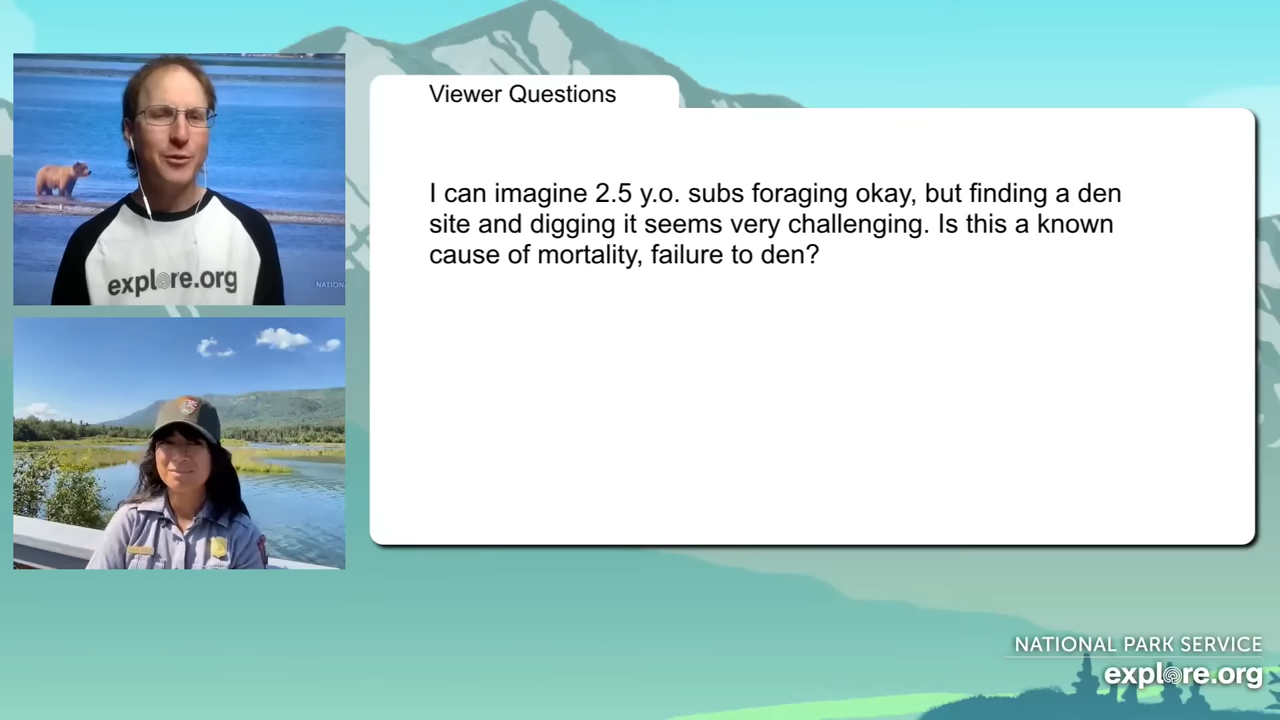 Viewer Questions
I can imagine 2.5 y.o. subs foraging okay, but finding a den
site and digging it seems very challenging. Is this a known
cause of mortality, failure to den?
explore.org
NATIONAL PARK SERVICE
explore.org